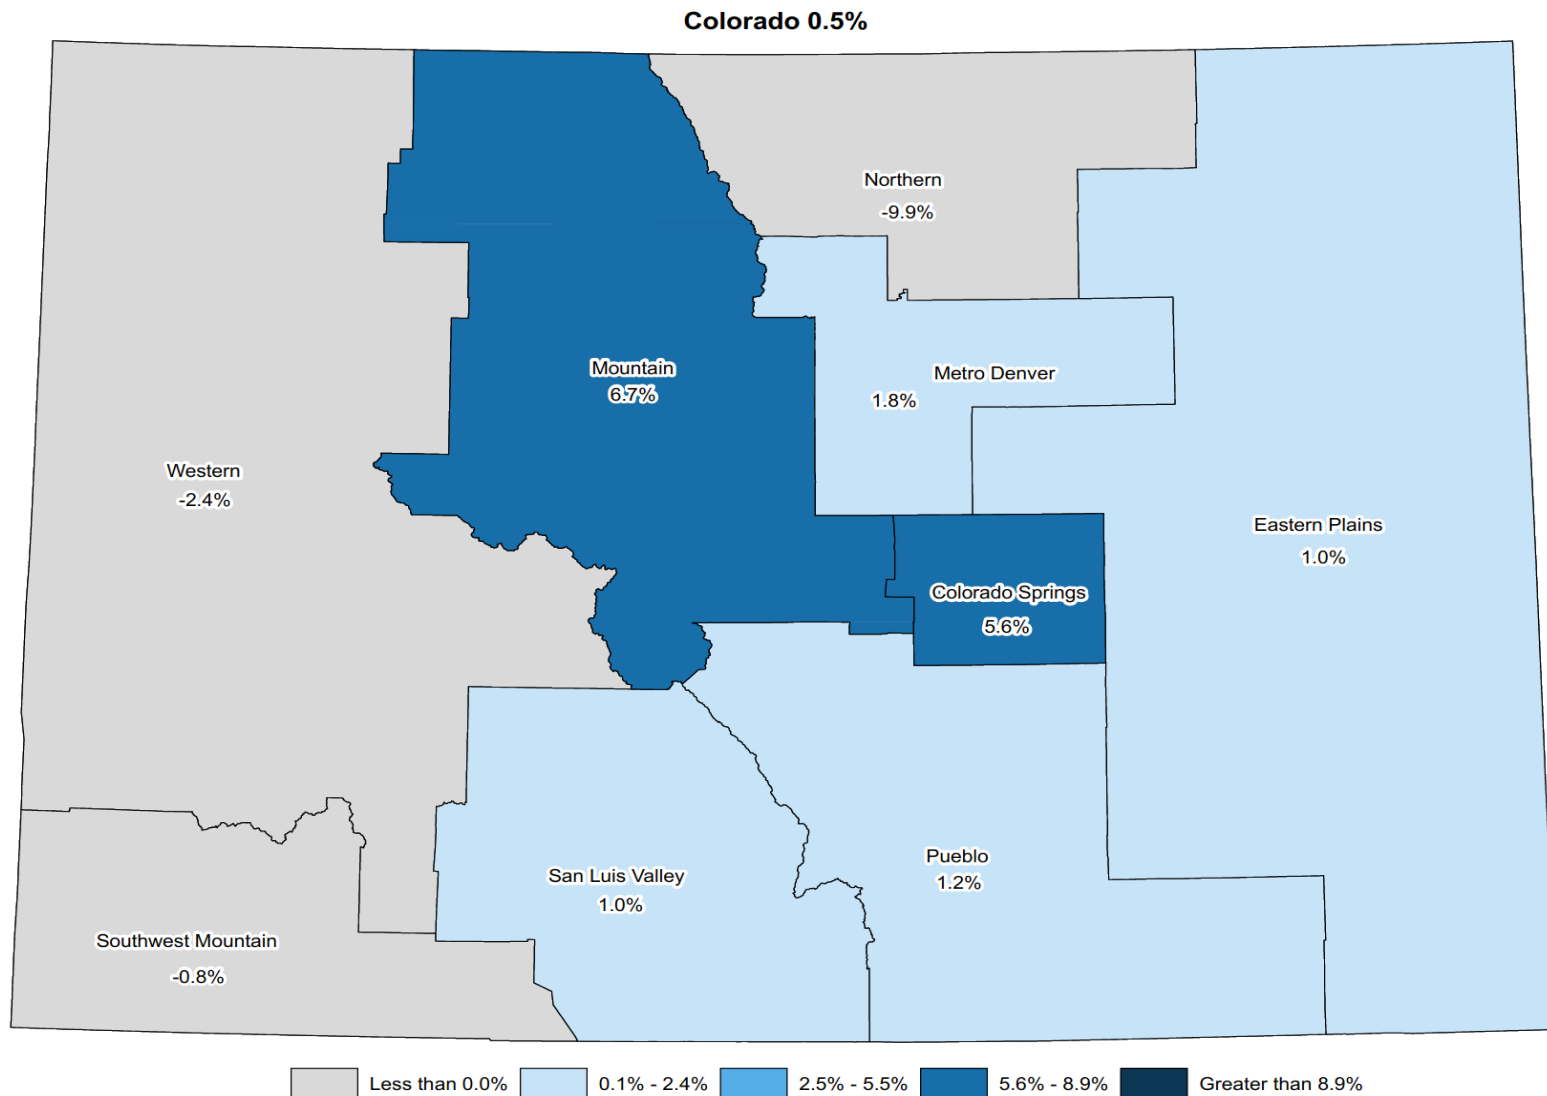 Colorado 0.5%
Northern
-9.9%
Mountain
6.7%
Metro Denver
1.8%
Western
-2.4%
Eastern Plains
1.0%
Colorado Springs
5.6%
Pueblo
1.2%
San Luis Valley
1.0%
Southwest Mountain
-0.8%
Less than 0.0%
0.1% - 2.4%
2.5% - 5.5%
5.6% - 8.9%
Greater than 8.9%